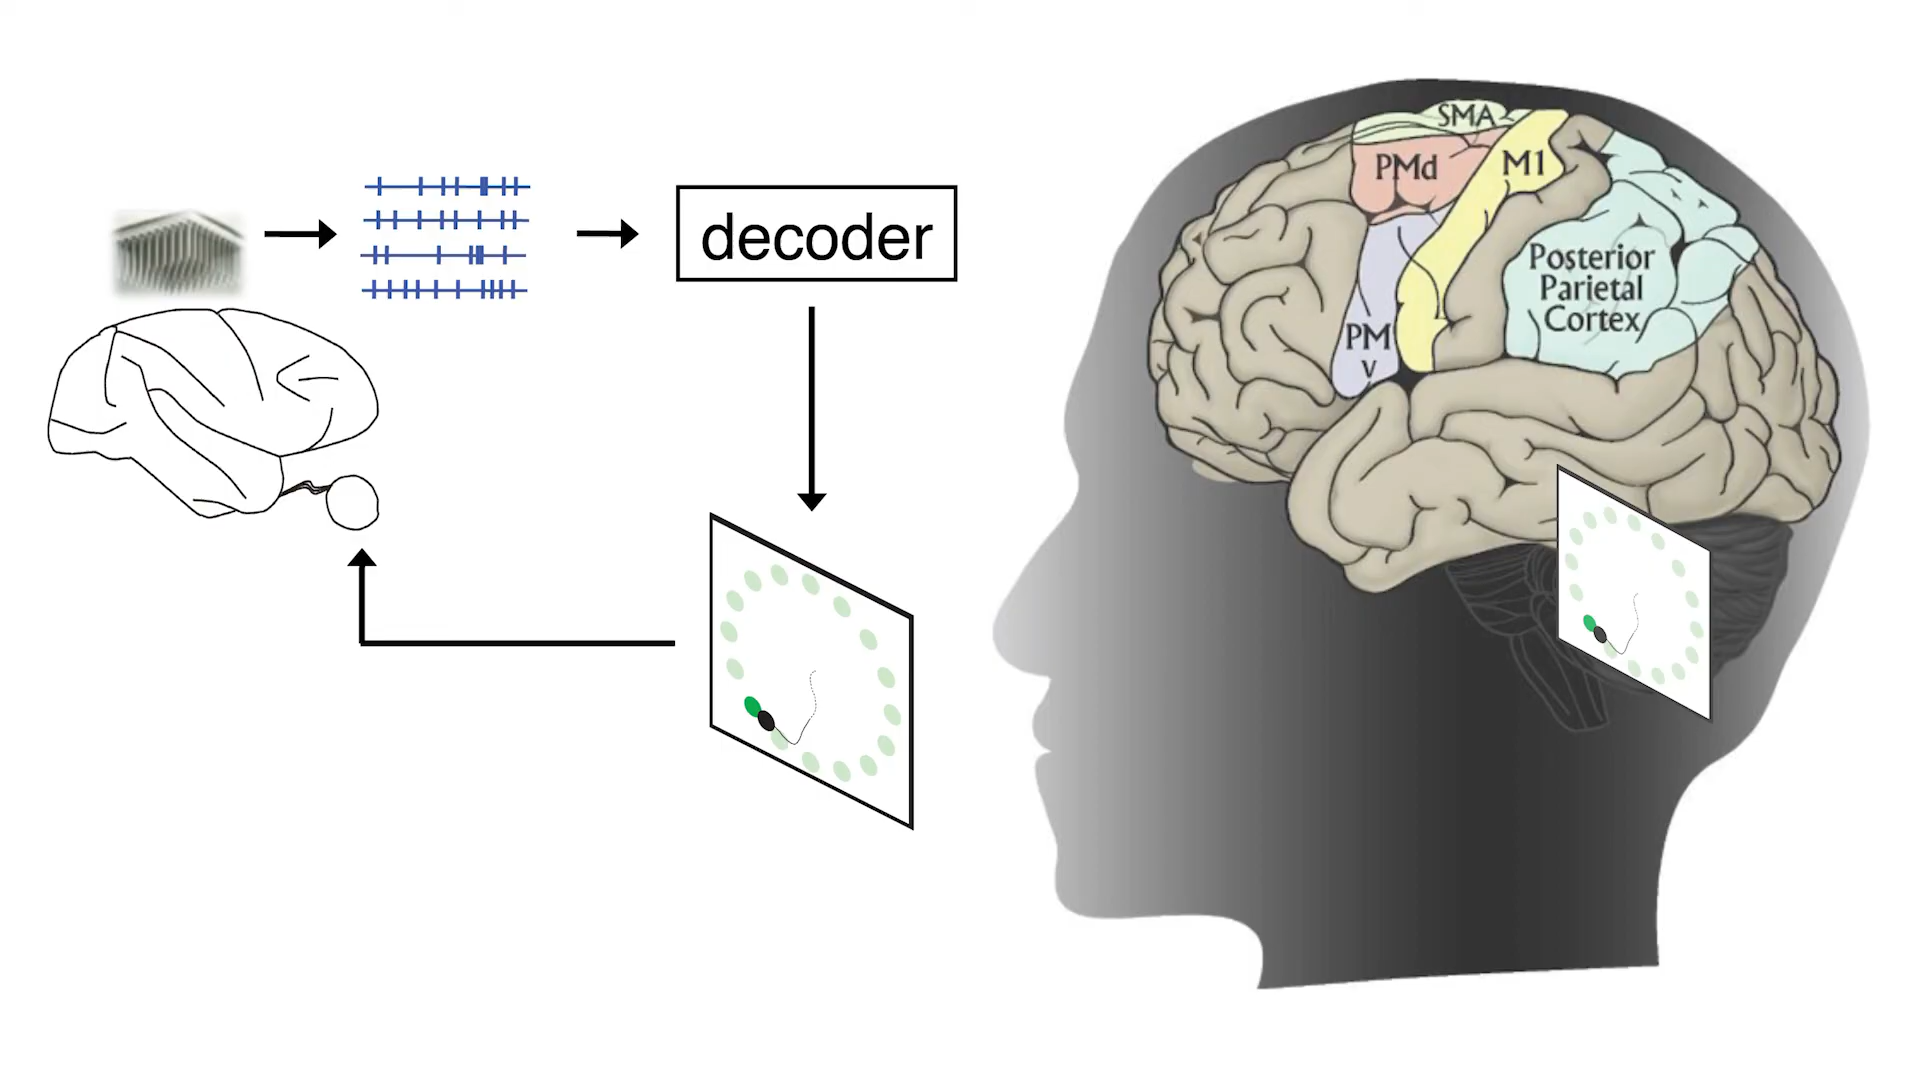 decoder
SMA
PMd
M1
Posterior
Parietal
Cortex
PM
v